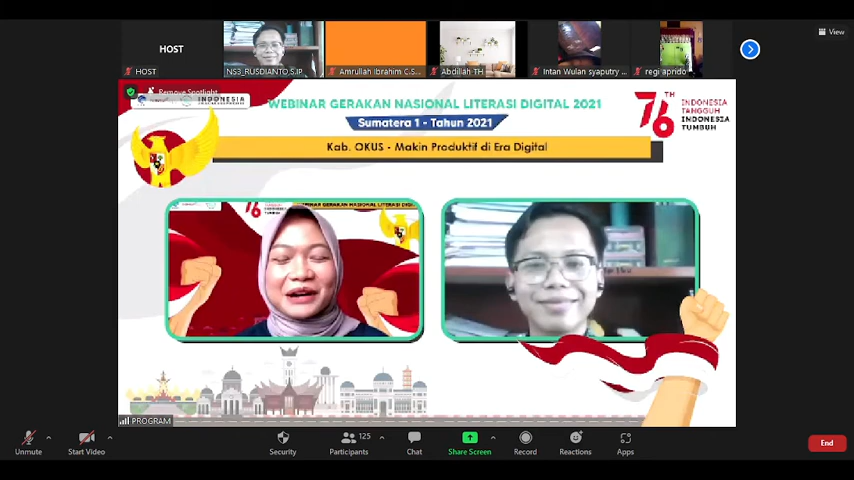 View
HOST
HOST
NS3_RUSDIANTO,S.IP
Amrullah Ibrahim C.S...
Abdillah TH
Intan Wulan syaputry ...
regi aprido
Remove Spotlight
INDONESIA
WEBINAR GERAKAN NASIONAL LITERASI DIGITAL 2021
Sumatera 1 - Tahun 2021
Kab. OKUS - Makin Produktif di Era Digital
76 TH
INDONESIA
TANGGUH
INDONESIA
TUMBUH
PROGRAM
Unmute
Start Video
Security
125
Participants
Chat
Share Screen
Record
Reactions
Apps
End